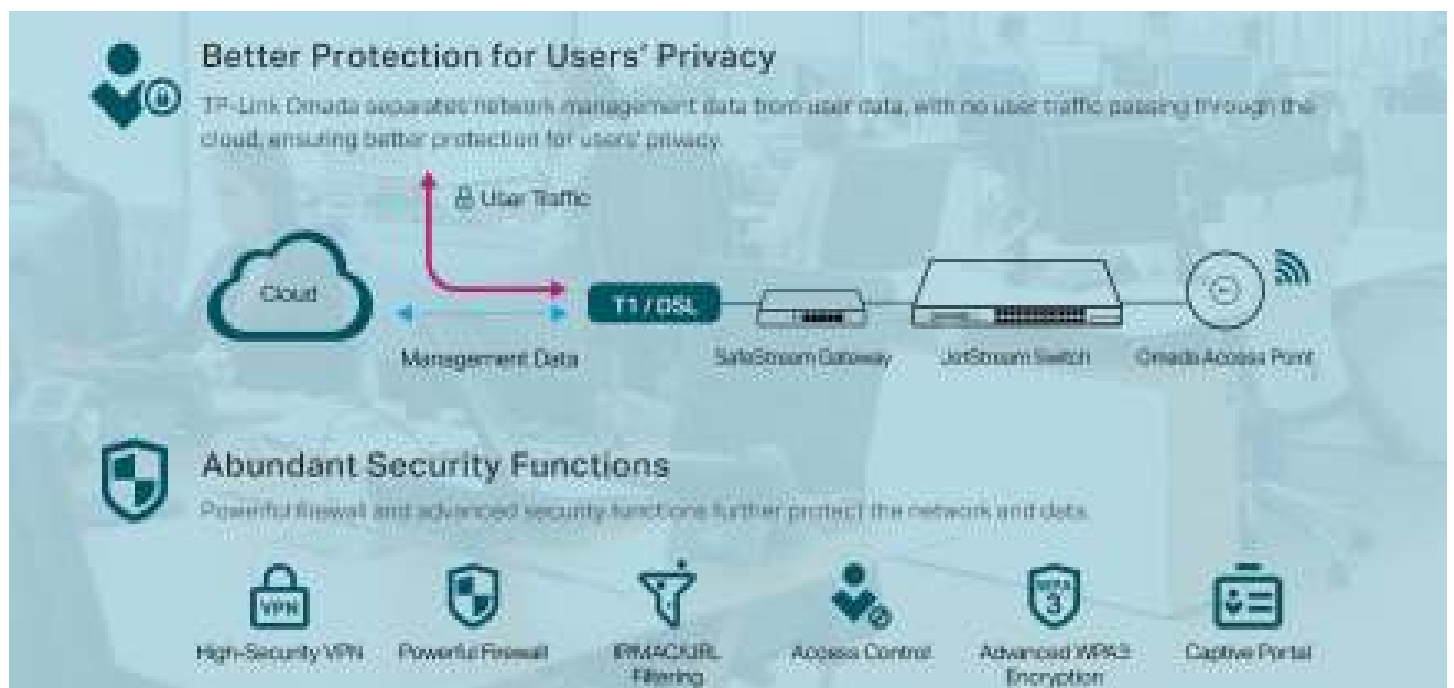 Better Protection for Users' Privacy
TP-Link Omada separates network management data from user data, with no user traffic passing through the
cloud, ensuring better protection for users' privacy.
User Traffic
Cloud
T1 / DSL
Management Data
SafeStream Gateway
JetStream Switch
Omada Access Point
Abundant Security Functions
Powerful firewall and advanced security functions further protect the network and data.
VPN
WPA
3
High-Security VPN
Powerful Firewall
IP/MAC/URL
Filtering
Access Control
Advanced WPA3
Encryption
Captive Portal